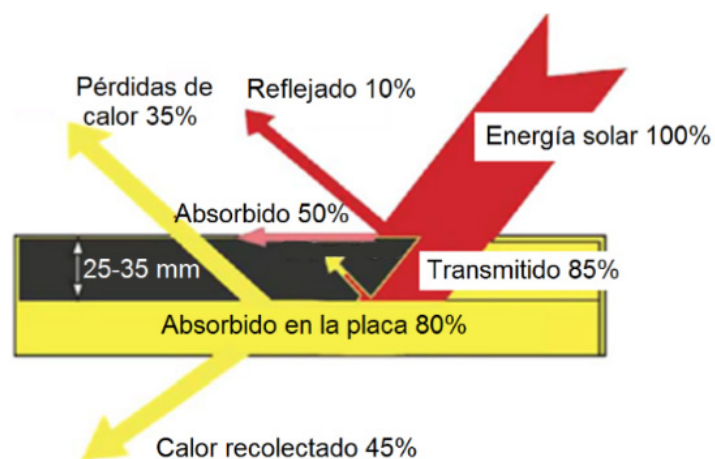 Pérdidas de
calor 35%
Reflejado 10%
Energía solar 100%
Absorbido 50%
25-35 mm
Transmitido 85%
Absorbido en la placa 80%
Calor recolectado 45%